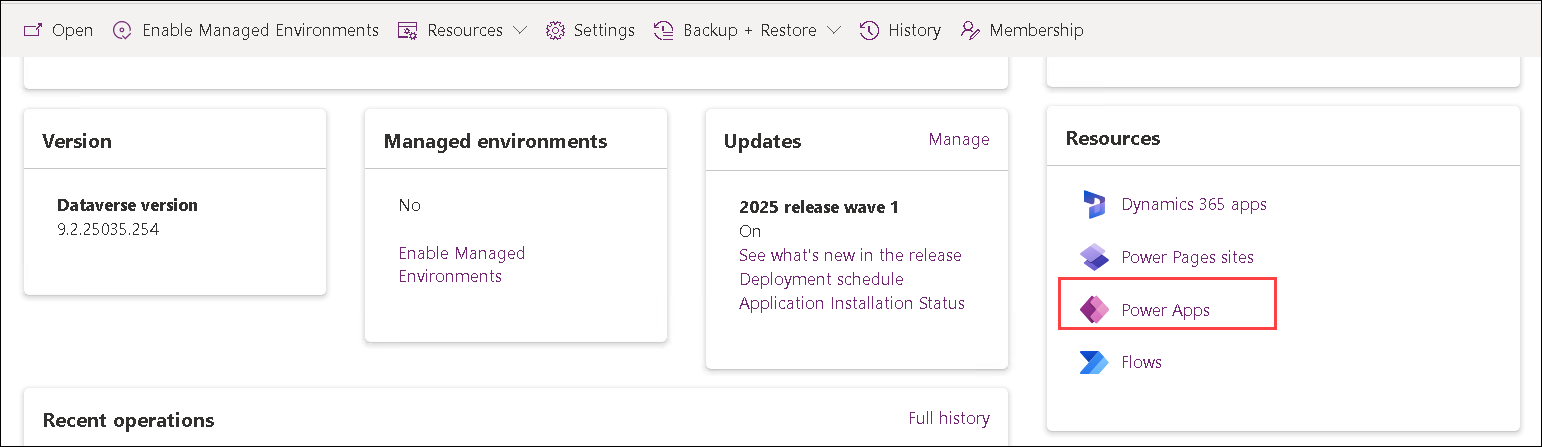 Open
Enable Managed Environments
Resources
Settings
Backup + Restore
History
Membership
Version
Dataverse version
9.2.25035.254
Managed environments
No
Enable Managed
Environments
Updates
Manage
2025 release wave 1
On
See what's new in the release
Deployment schedule
Application Installation Status
Resources
Dynamics 365 apps
Power Pages sites
Power Apps
Flows
Recent operations
Full history